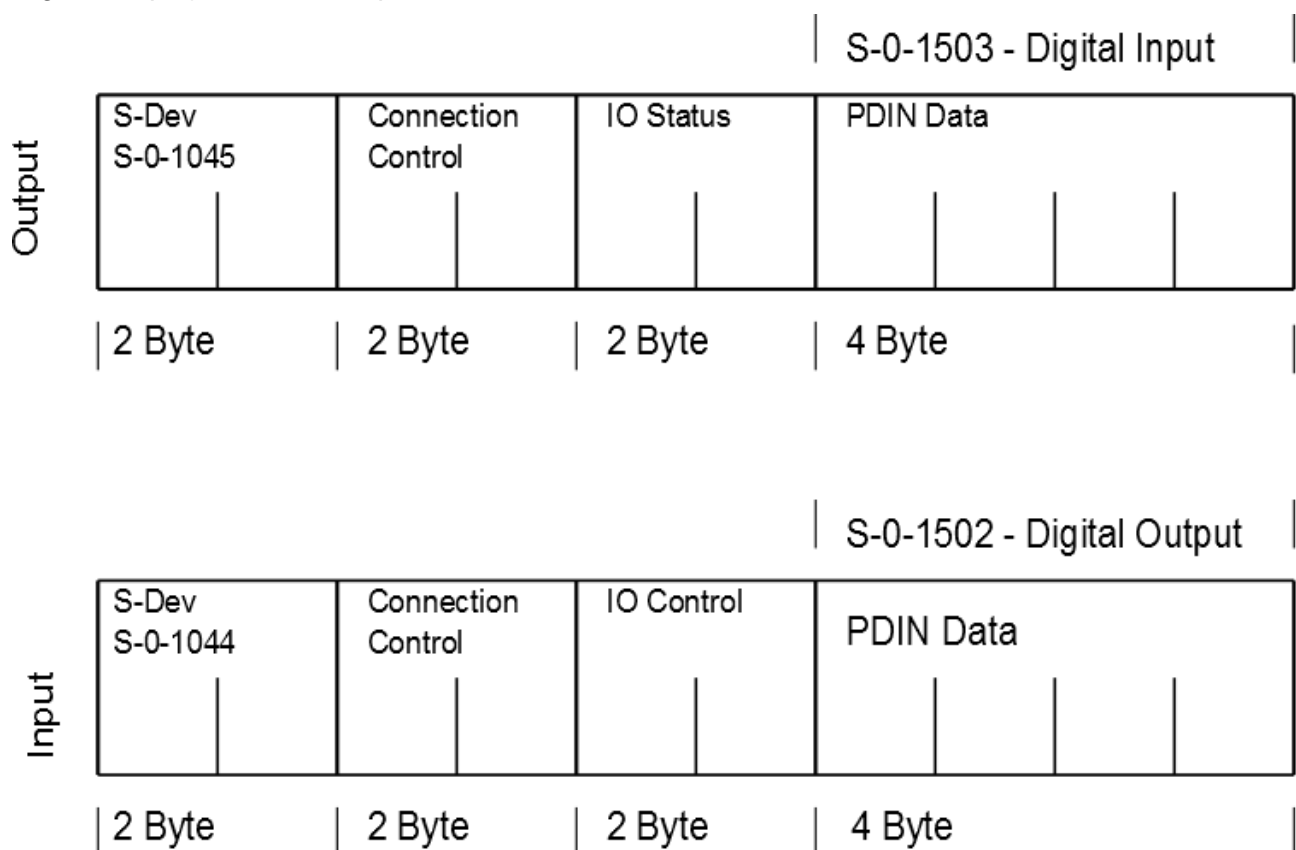 S-0-1503 - Digital Input
Output
S-Dev
S-0-1045
Connection
Control
IO Status
PDIN Data
2 Byte
2 Byte
2 Byte
4 Byte
S-0-1502 - Digital Output
Input
S-Dev
S-0-1044
Connection
Control
IO Control
PDIN Data
2 Byte
2 Byte
2 Byte
4 Byte